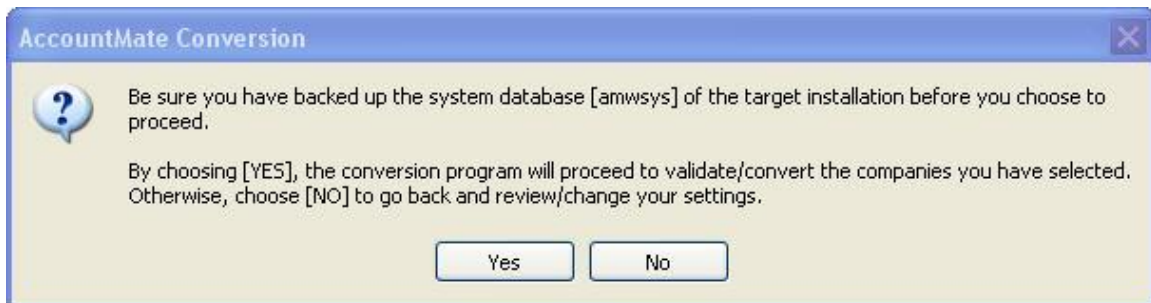 AccountMate Conversion
Be sure you have backed up the system database [amwsys] of the target installation before you choose to
proceed.
By choosing [YES], the conversion program will proceed to validate/convert the companies you have selected.
Otherwise, choose [NO] to go back and review/change your settings.
Yes No